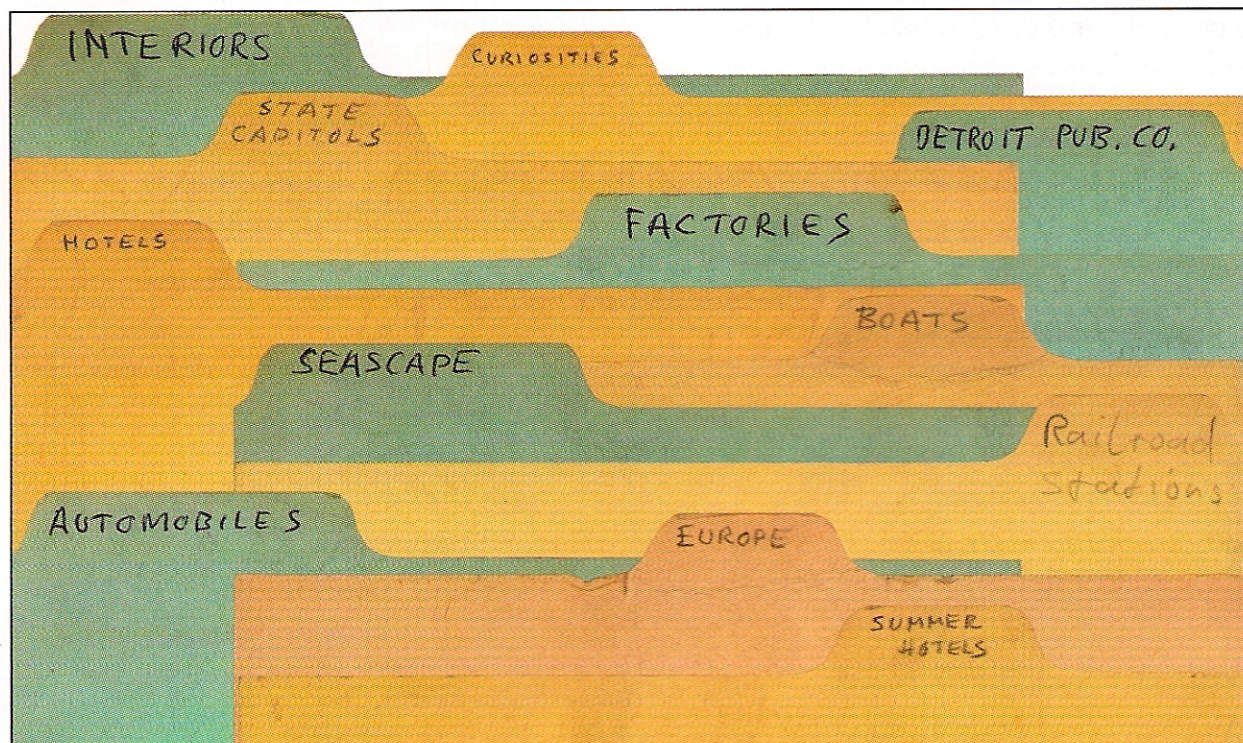 INTERIORS
CURIOSITIES
STATE
CAPITOLS
DETROIT PUB. CO.
FACTORIES
HOTELS
BOATS
SEASCAPE
Railroad
Stations
AUTOMOBILES
EUROPE
SUMMER
HOTELS